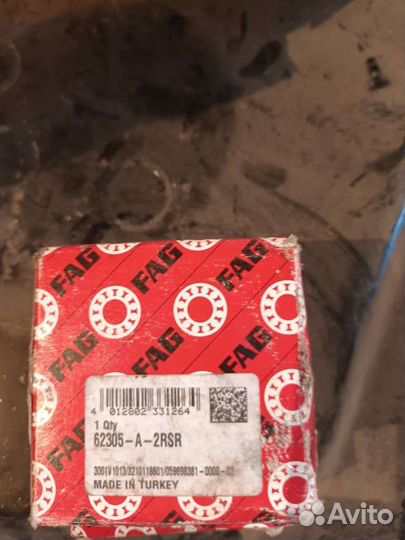 FAG
FAG
FAG
FAG
FAG
FAG
4 012802 331264
1 Qty
62305-A-2RSR
3001V1013/3210118601/059698381-0000-02
MADE IN TURKEY
Avito